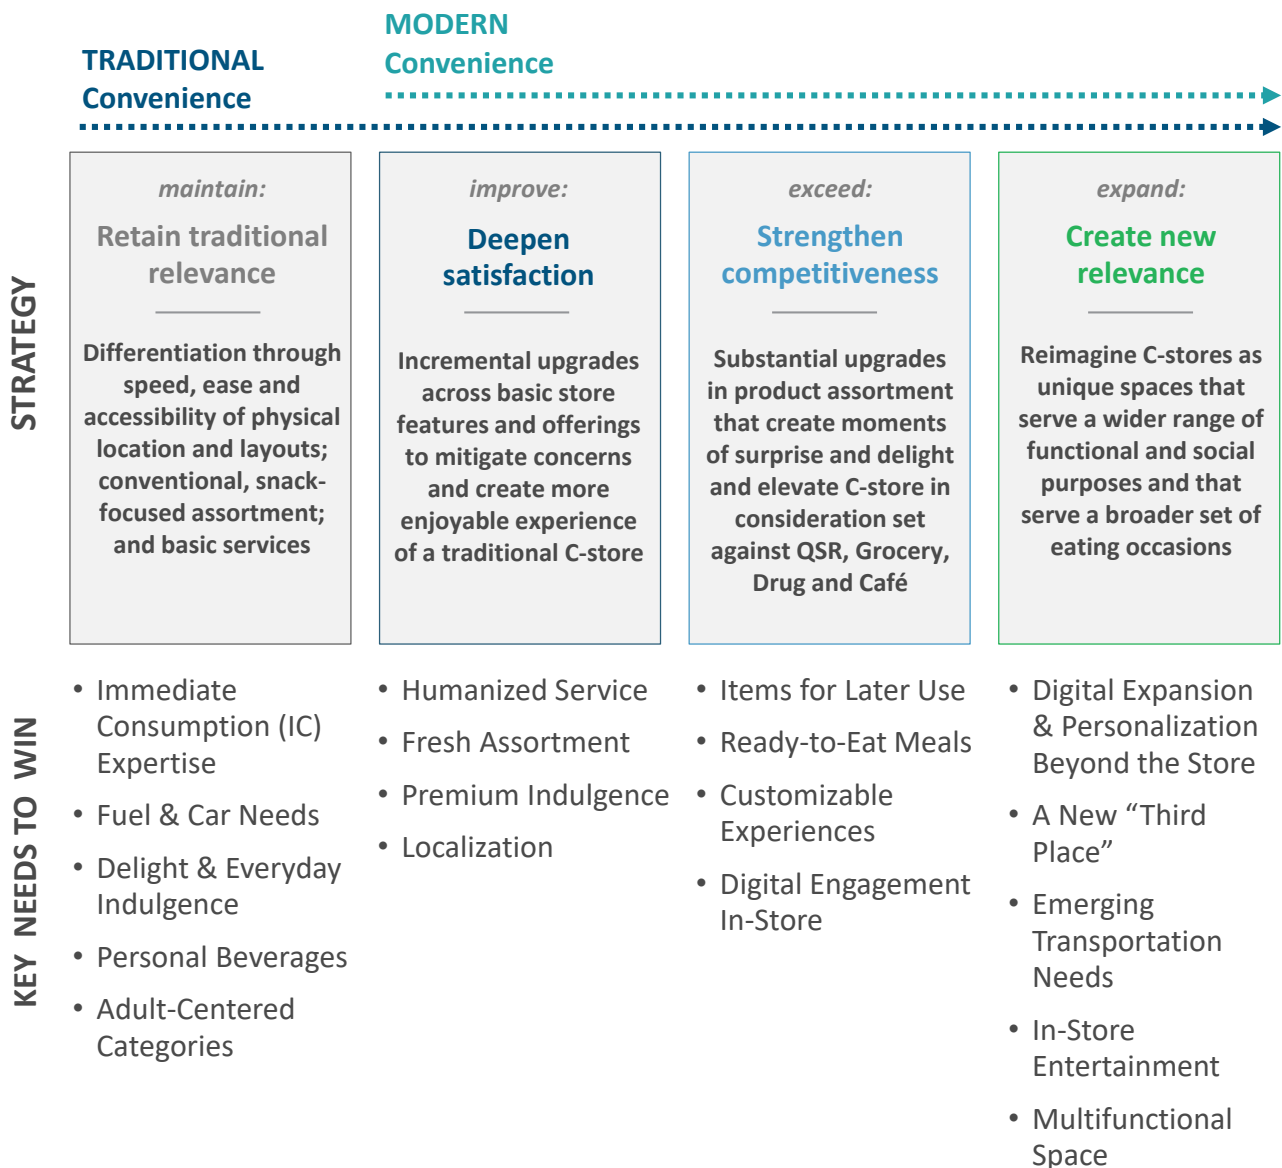 MODERN
Convenience
TRADITIONAL
Convenience
STRATEGY
maintain:
Retain traditional
relevance
Differentiation through
speed, ease and
accessibility of physical
location and layouts;
conventional, snack-
focused assortment;
and basic services
improve:
Deepen
satisfaction
Incremental upgrades
across basic store
features and offerings
to mitigate concerns
and create more
enjoyable experience
of a traditional C-store
exceed:
Strengthen
competitiveness
Substantial upgrades
in product assortment
that create moments
of surprise and delight
and elevate C-store in
consideration set
against QSR, Grocery,
Drug and Café
expand:
Create new
relevance
Reimagine C-stores as
unique spaces that
serve a wider range of
functional and social
purposes and that
serve a broader set of
eating occasions
KEY NEEDS TO WIN
• Immediate
Consumption (IC)
Expertise
• Fuel & Car Needs
• Delight & Everyday
Indulgence
• Personal Beverages
• Adult-Centered
Categories
• Humanized Service
• Fresh Assortment
• Premium Indulgence
• Localization
• Items for Later Use
• Ready-to-Eat Meals
• Customizable
Experiences
• Digital Engagement
In-Store
• Digital Expansion
& Personalization
Beyond the Store
• A New “Third
Place”
• Emerging
Transportation
Needs
• In-Store
Entertainment
• Multifunctional
Space